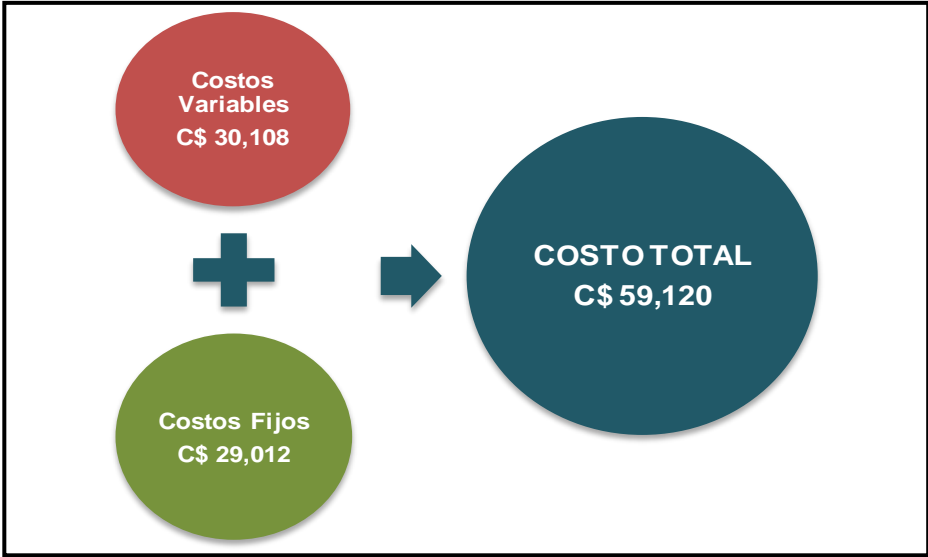 Costos
Variables
C$ 30,108
Costos Fijos
C$ 29,012
COSTO TOTAL
C$ 59,120